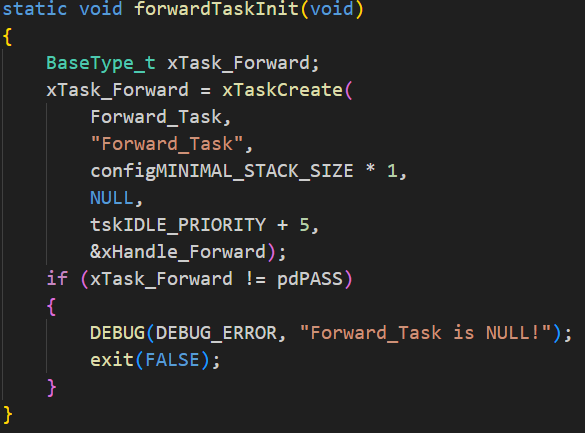 static void forwardTaskInit(void)
{
    BaseType_t xTask_Forward;
    xTask_Forward = xTaskCreate(
        Forward_Task,
        "Forward_Task",
        configMINIMAL_STACK_SIZE * 1,
        NULL,
        tskIDLE_PRIORITY + 5,
        &xHandle_Forward);
    if (xTask_Forward != pdPASS)
    {
        DEBUG(DEBUG_ERROR, "Forward_Task is NULL!");
        exit(FALSE);
    }
}